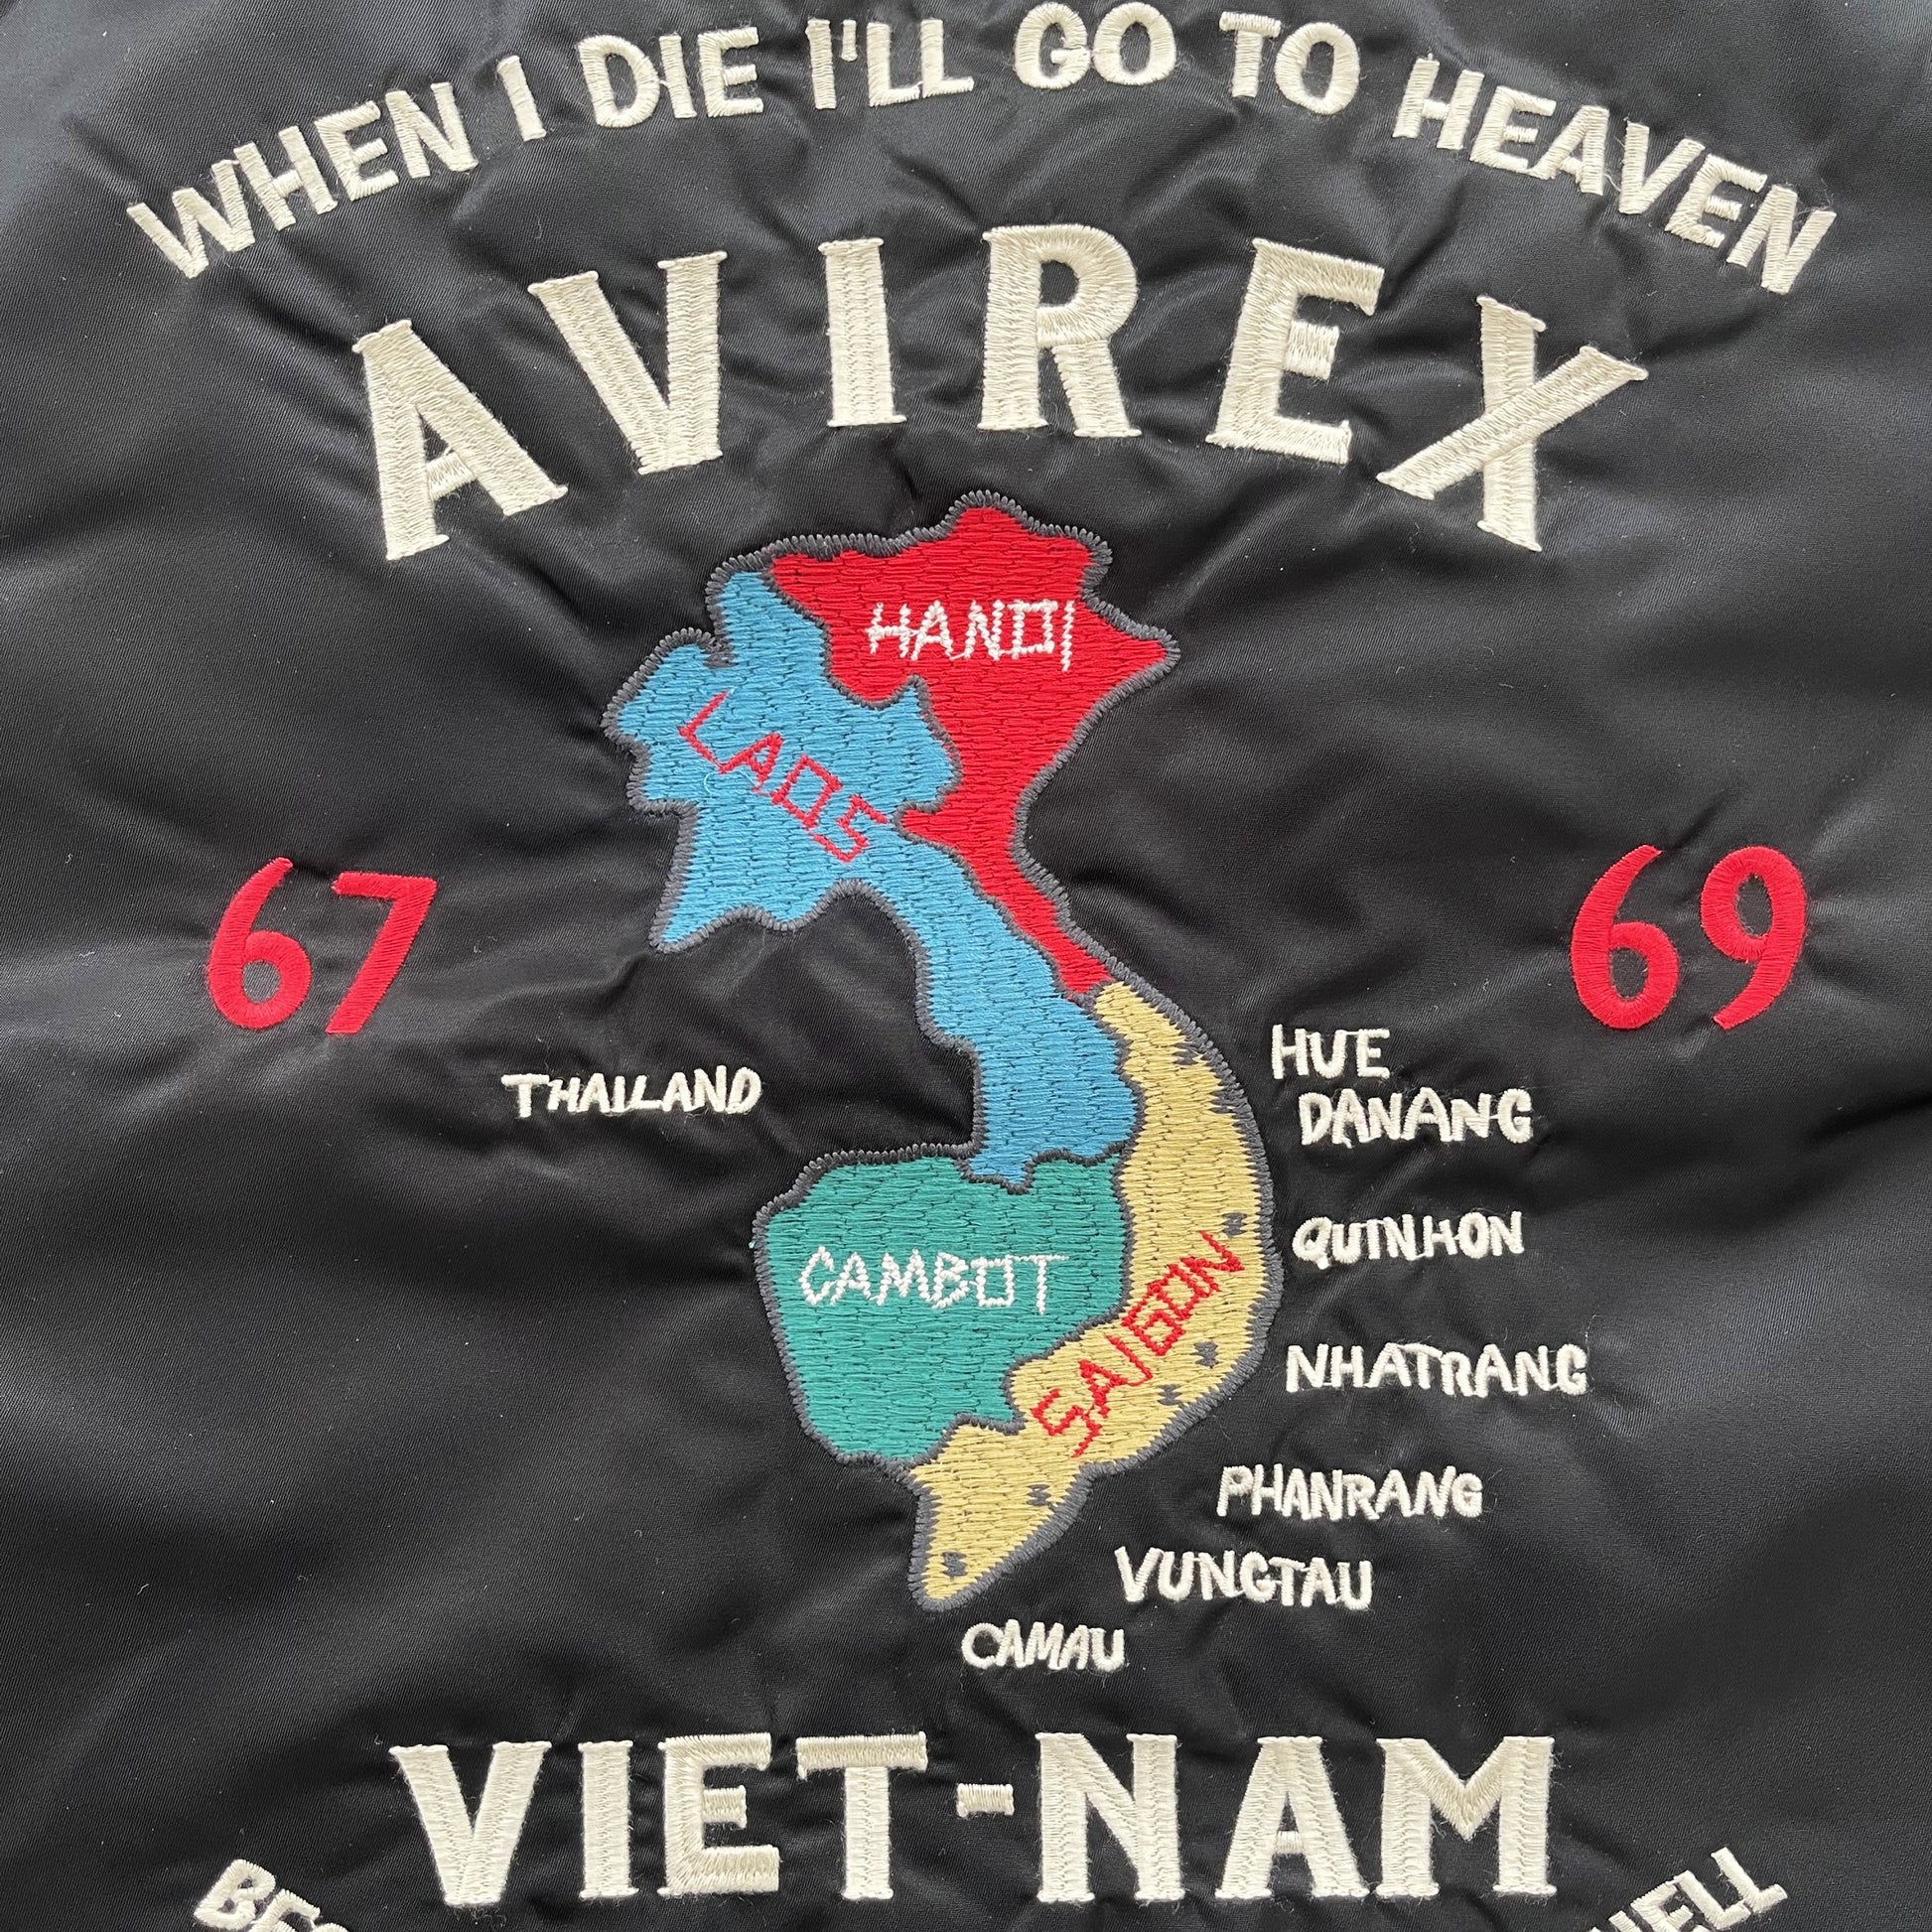 WHEN I DIE I'LL GO TO HEAVEN
AVIREX
HANOI
LAOS
67
69
THAILAND
HUE
DANANG
QUINHON
CAMBOT
SAIGON
NHATRANG
PHANRANG
VUNGTAU
CAMAU
VIET-NAM